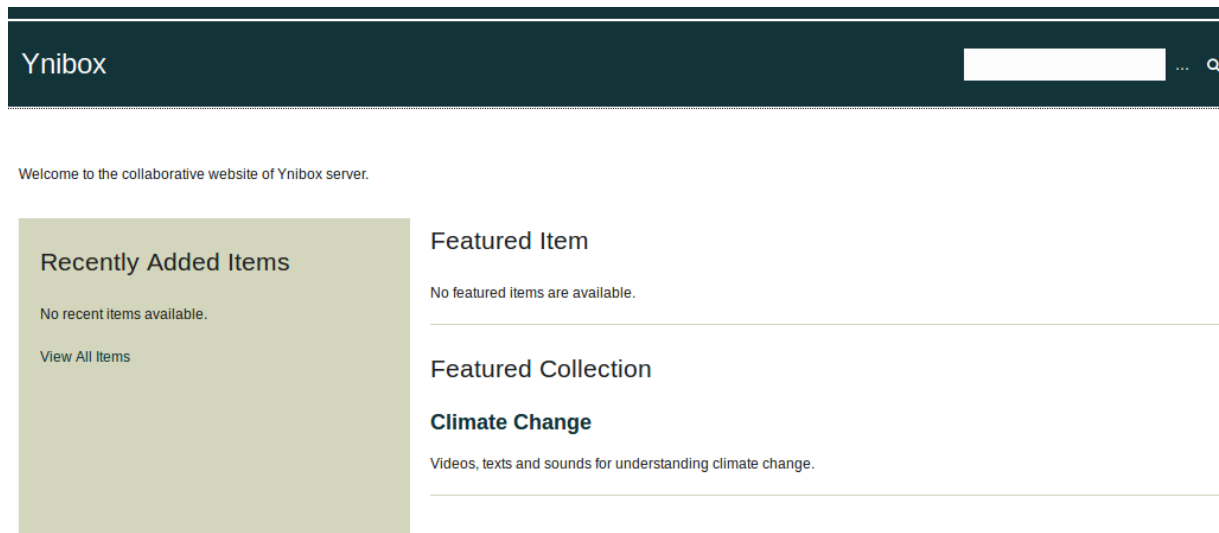 Ynibox
...
Welcome to the collaborative website of Ynibox server.
Recently Added Items
No recent items available.
View All Items
Featured Item
No featured items are available.
Featured Collection
Climate Change
Videos, texts and sounds for understanding climate change.